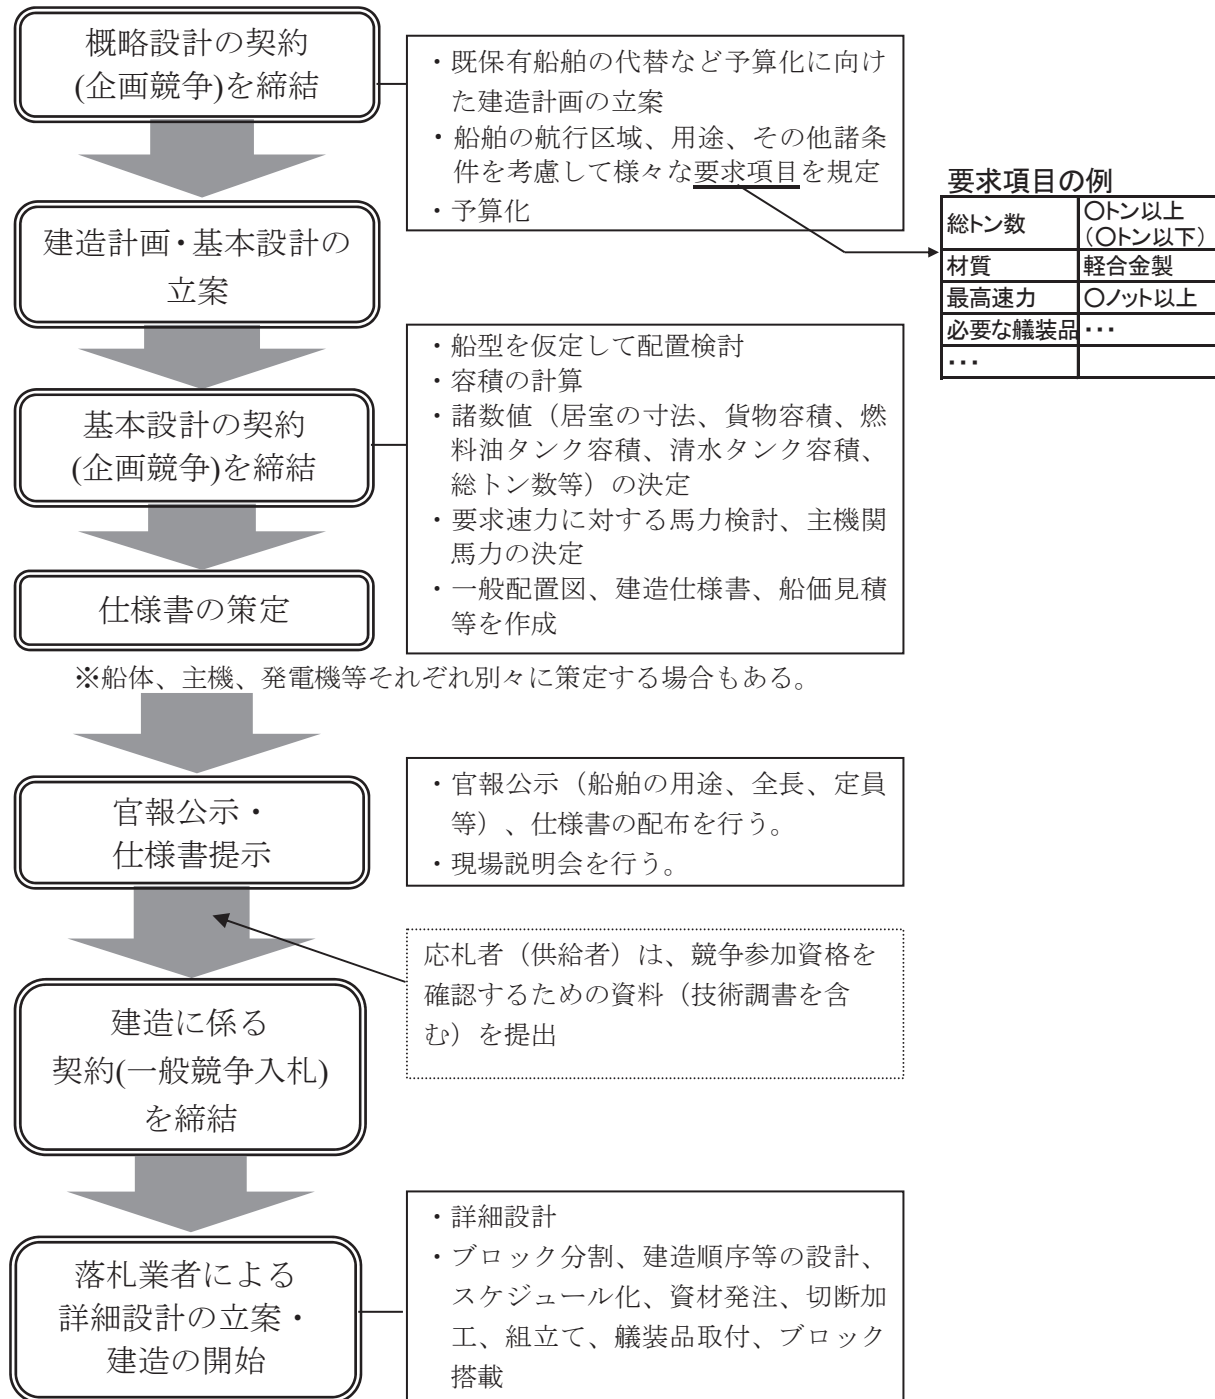 概略設計の契約
(企画競争)を締結
・既保有船舶の代替など予算化に向け
た建造計画の立案
・船舶の航行区域、用途、その他諸条
件を考慮して様々な要求項目を規定
・予算化
要求項目の例
総トン数 〇トン以上
(〇トン以下)
材質 軽合金製
最高速力 〇ノット以上
必要な艤装品 ・・・
・・・
建造計画・基本設計の
立案
・船型を仮定して配置検討
・容積の計算
・諸数値（居室の寸法、貨物容積、燃
料油タンク容積、清水タンク容積、
総トン数等）の決定
・要求速力に対する馬力検討、主機関
馬力の決定
・一般配置図、建造仕様書、船価見積
等を作成
基本設計の契約
(企画競争)を締結
仕様書の策定
※船体、主機、発電機等それぞれ別々に策定する場合もある。
官報公示・
仕様書提示
・官報公示（船舶の用途、全長、定員
等）、仕様書の配布を行う。
・現場説明会を行う。
応札者（供給者）は、競争参加資格を
確認するための資料（技術調書を含
む）を提出
建造に係る
契約(一般競争入札)
を締結
落札業者による
詳細設計の立案・
建造の開始
・詳細設計
・ブロック分割、建造順序等の設計、
スケジュール化、資材発注、切断加
工、組立て、艤装品取付、ブロック
搭載